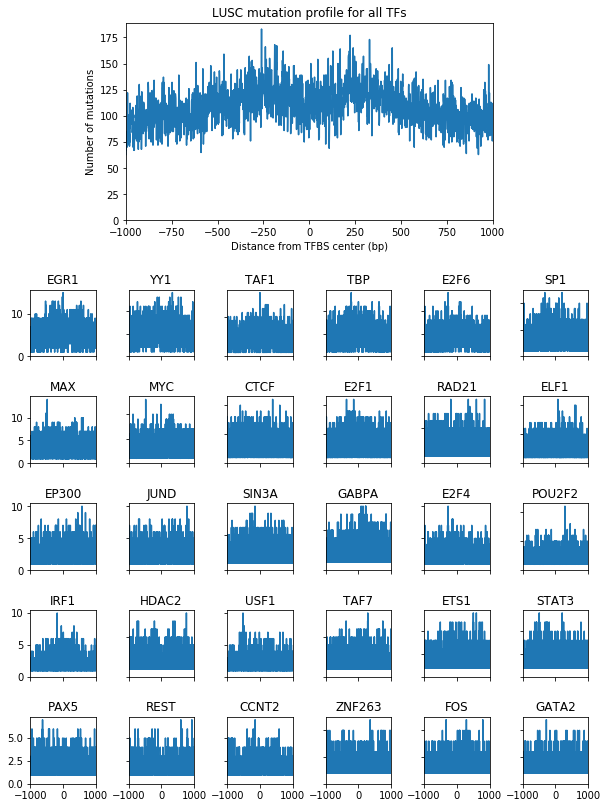 LUSC mutation profile for all TFs
175
150
125
100
75
50
25
0
Number of mutations
−1000 −750 −500 −250 0 250 500 750 1000
Distance from TFBS center (bp)
EGR1 YY1 TAF1 TBP E2F6 SP1
10
0
MAX MYC CTCF E2F1 RAD21 ELF1
10
5
0
EP300 JUND SIN3A GABPA E2F4 POU2F2
10
5
0
IRF1 HDAC2 USF1 TAF7 ETS1 STAT3
10
5
0
PAX5 REST CCNT2 ZNF263 FOS GATA2
5.0
2.5
0.0
−1000 0 1000 −1000 0 1000 −1000 0 1000 −1000 0 1000 −1000 0 1000 −1000 0 1000